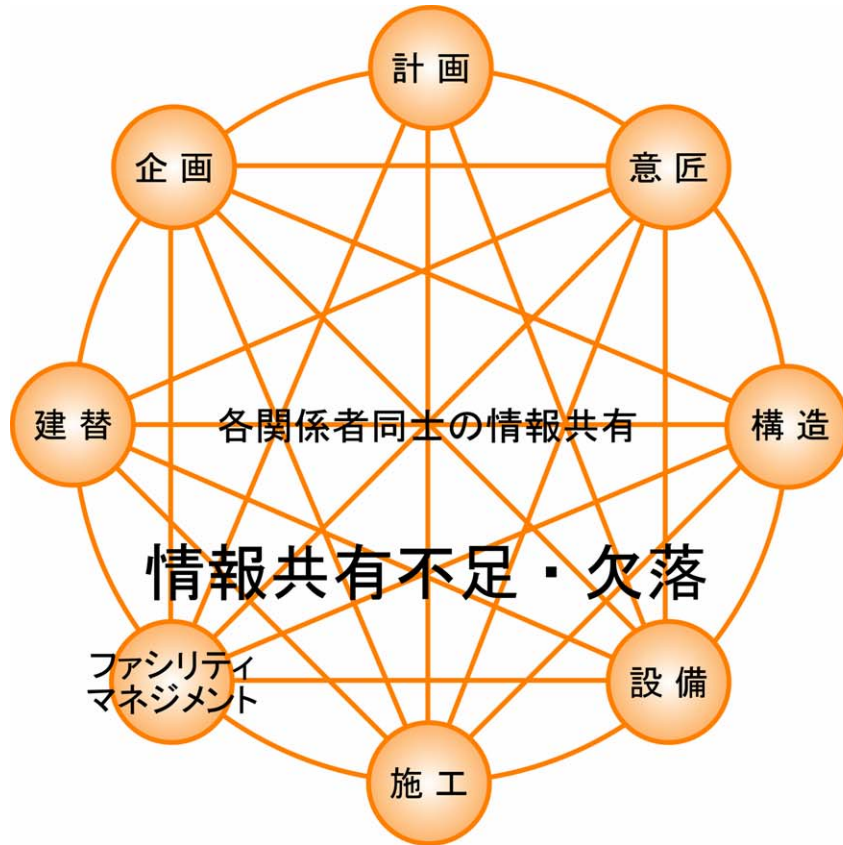 計画
企画
意匠
建替
各関係者同士の情報共有
構造
情報共有不足・欠落
ファシリティ
マネジメント
設備
施工